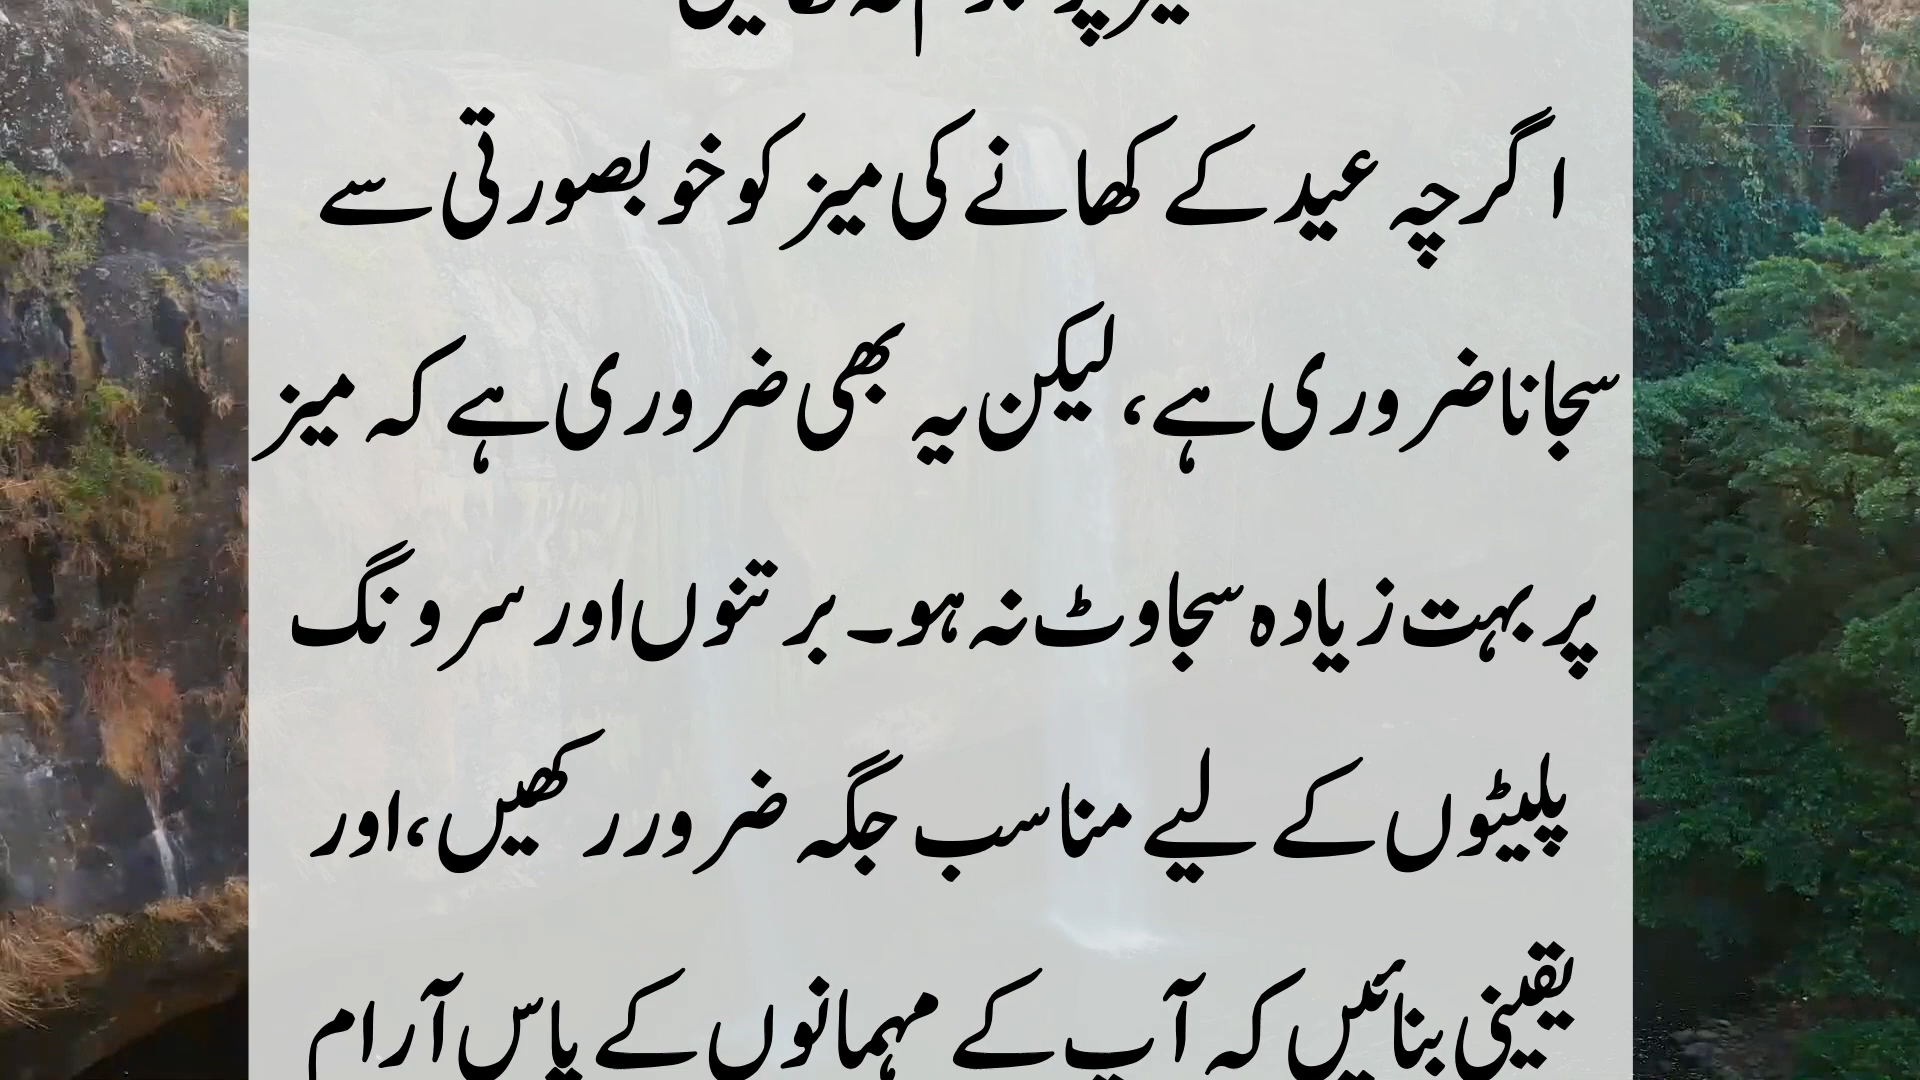 اگرچہ عید کے کھانے کی میز کو خوبصورتی سے
سجانا ضروری ہے، لیکن یہ بھی ضروری ہے کہ میز
پر بہت زیادہ سجاوٹ نہ ہو۔ برتنوں اور سرونگ
پلیٹوں کے لیے مناسب جگہ ضرور رکھیں، اور
یقینی بنائیں کہ آپ کے مہمانوں کے پاس آرام